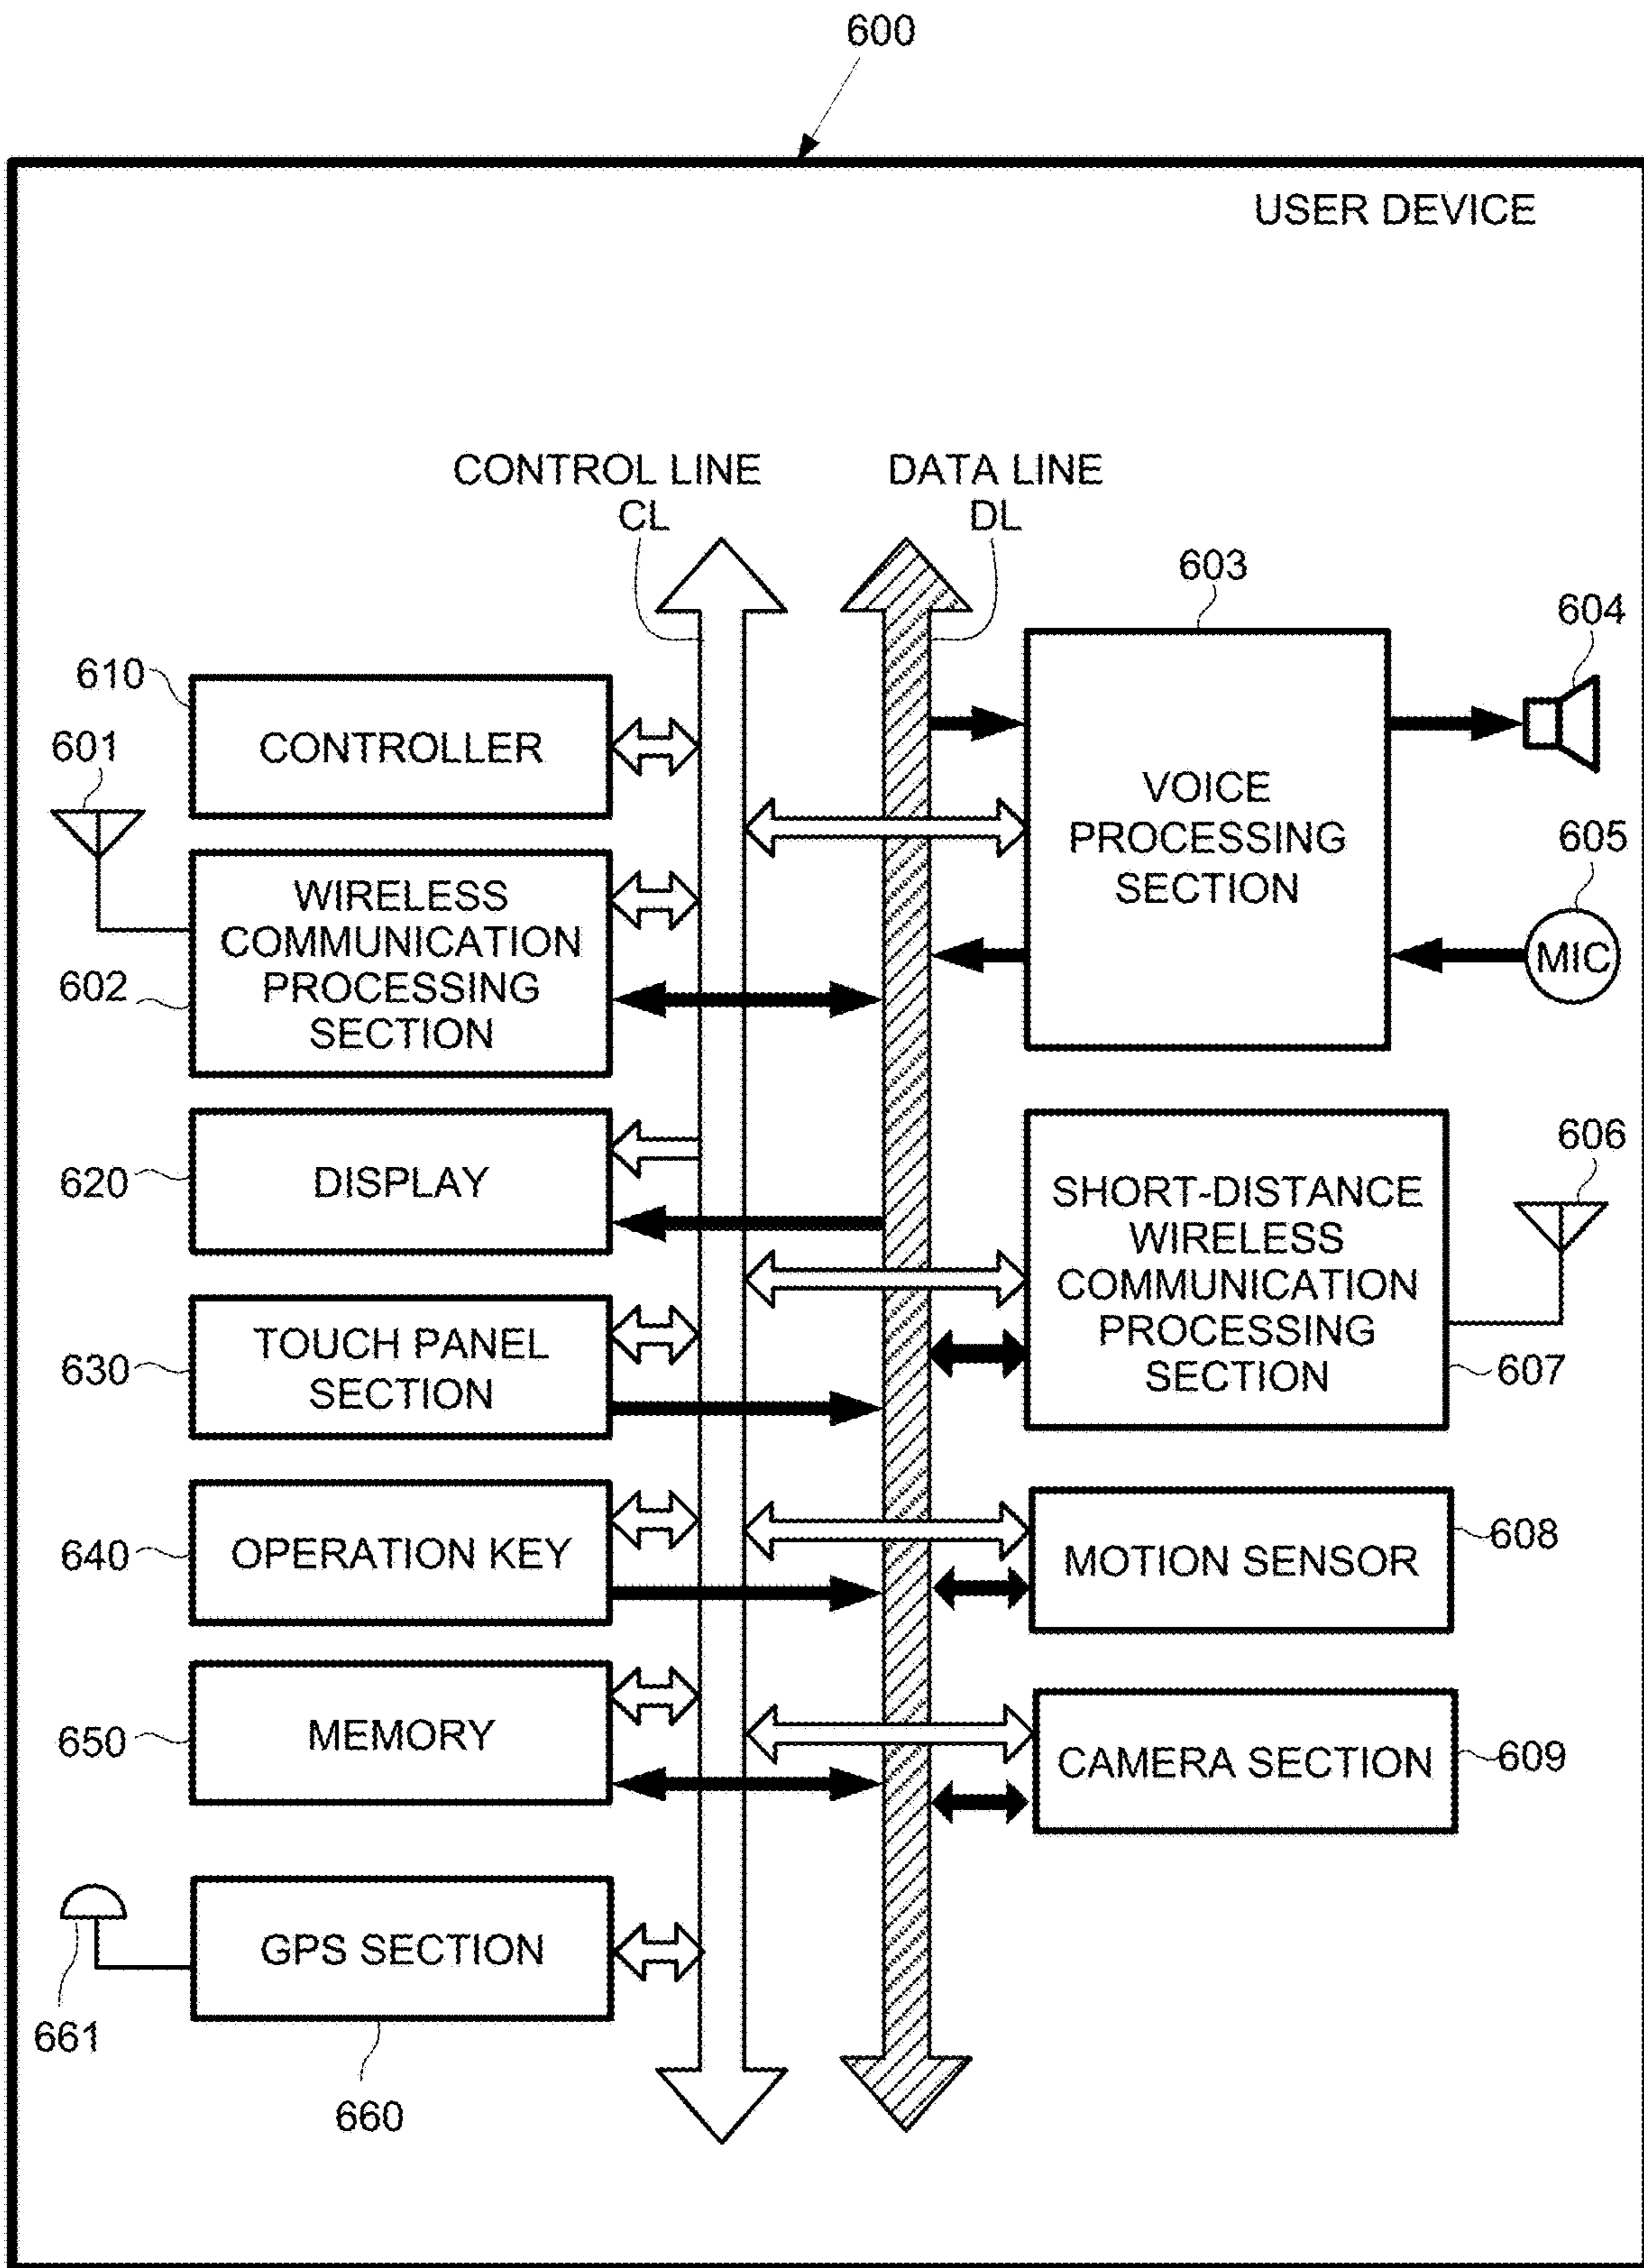 600
USER DEVICE
CONTROL LINE
CL
DATA LINE
DL
603
604
610
CONTROLLER
601
VOICE
PROCESSING
SECTION
605
MIC
WIRELESS
COMMUNICATION
PROCESSING
SECTION
602
606
620
DISPLAY
SHORT-DISTANCE
WIRELESS
COMMUNICATION
PROCESSING
SECTION
607
630
TOUCH PANEL
SECTION
640
OPERATION KEY
MOTION SENSOR
608
650
MEMORY
CAMERA SECTION
609
GPS SECTION
661
660